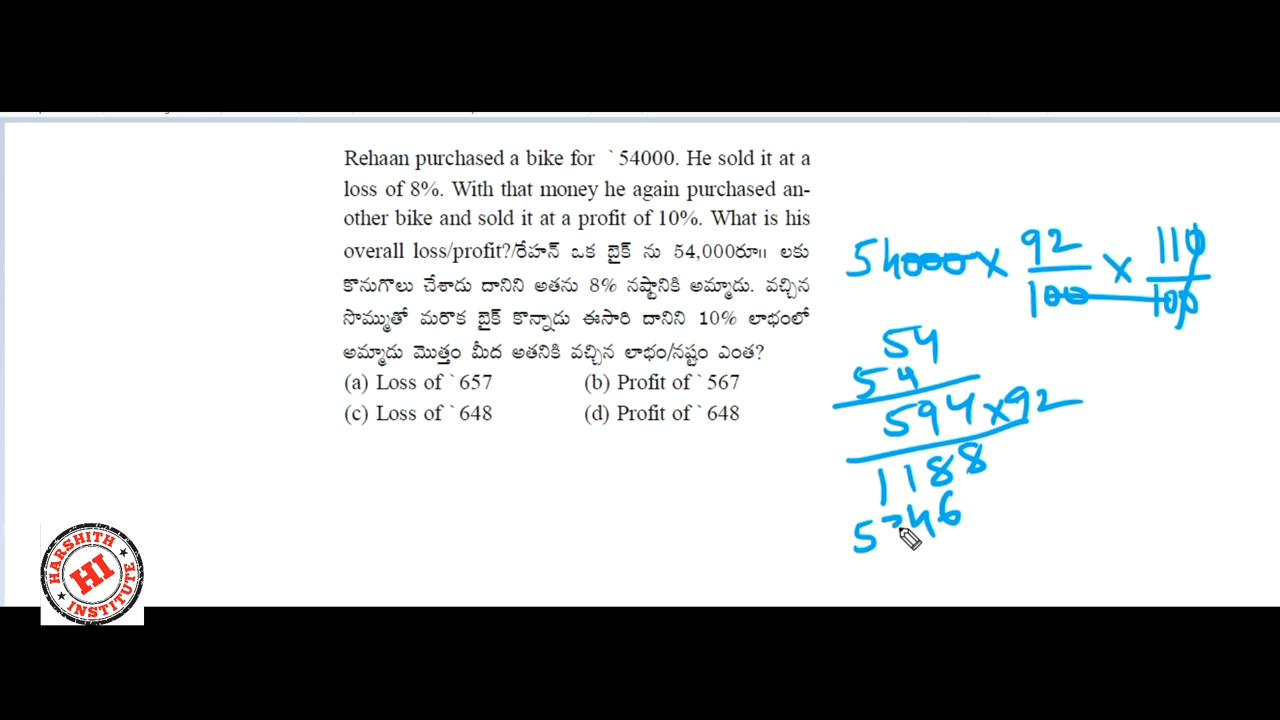 Rehaan purchased a bike for `54000. He sold it at a
loss of 8%. With that money he again purchased an-
other bike and sold it at a profit of 10%. What is his
overall loss/profit?/రేహాన్ ఒక బైక్ ను 54,000రూ॥ లకు
కొనుగొలు చేశాడు దానిని అతను 8% నష్టానికి అమ్మాడు. వచ్చిన
సొమ్ముతో మరొక బైక్ కొన్నాడు ఈసారి దానిని 10% లాభంలో
అమ్మాడు మొత్తం మీద అతనికి వచ్చిన లాభం/నష్టం ఎంత?
(a) Loss of `657 (b) Profit of `567
(c) Loss of `648 (d) Profit of `648
54000 × 92/100 × 110/100
54
54
594 × 92
1188
5346
HARSHITH
HI
INSTITUTE